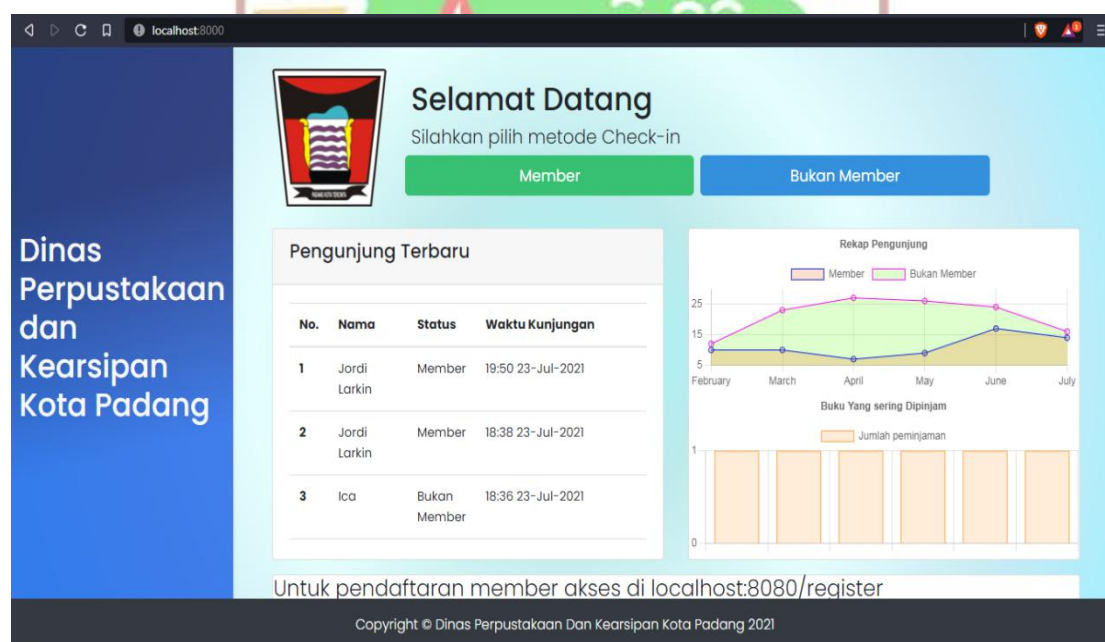 localhost:8000
Dinas
Perpustakaan
dan
Kearsipan
Kota Padang
Selamat Datang
Silahkan pilih metode Check-in
Member
Bukan Member
Pengunjung Terbaru
No. Nama Status Waktu Kunjungan
1 Jordi Larkin Member 19:50 23-Jul-2021
2 Jordi Larkin Member 18:38 23-Jul-2021
3 Ica Bukan Member 18:36 23-Jul-2021
Rekap Pengunjung
Member Bukan Member
25
15
5
February March April May June July
Buku Yang sering Dipinjam
Jumlah peminjaman
1
0
Untuk pendaftaran member akses di localhost:8080/register
Copyright © Dinas Perpustakaan Dan Kearsipan Kota Padang 2021